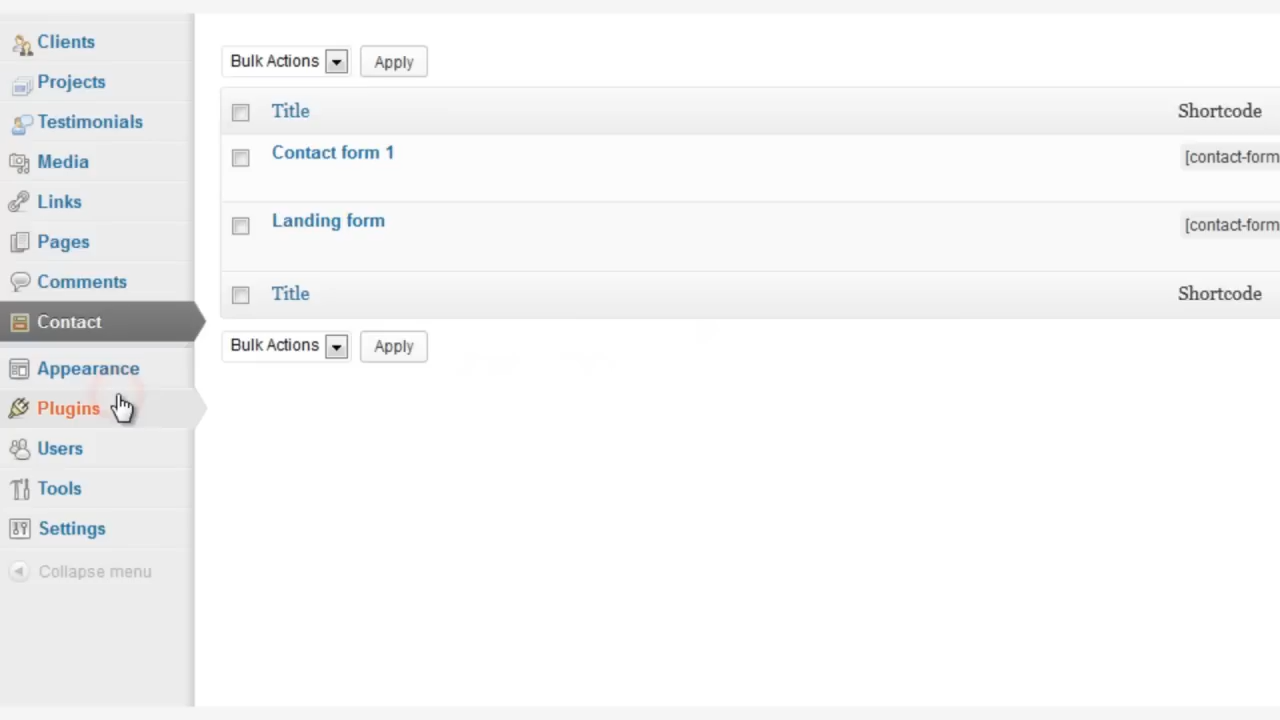 Clients
Projects
Testimonials
Media
Links
Pages
Comments
Contact
Appearance
Plugins
Users
Tools
Settings
Collapse menu
Bulk Actions Apply
Title Shortcode
Contact form 1 [contact-form
Landing form [contact-form
Title Shortcode
Bulk Actions Apply